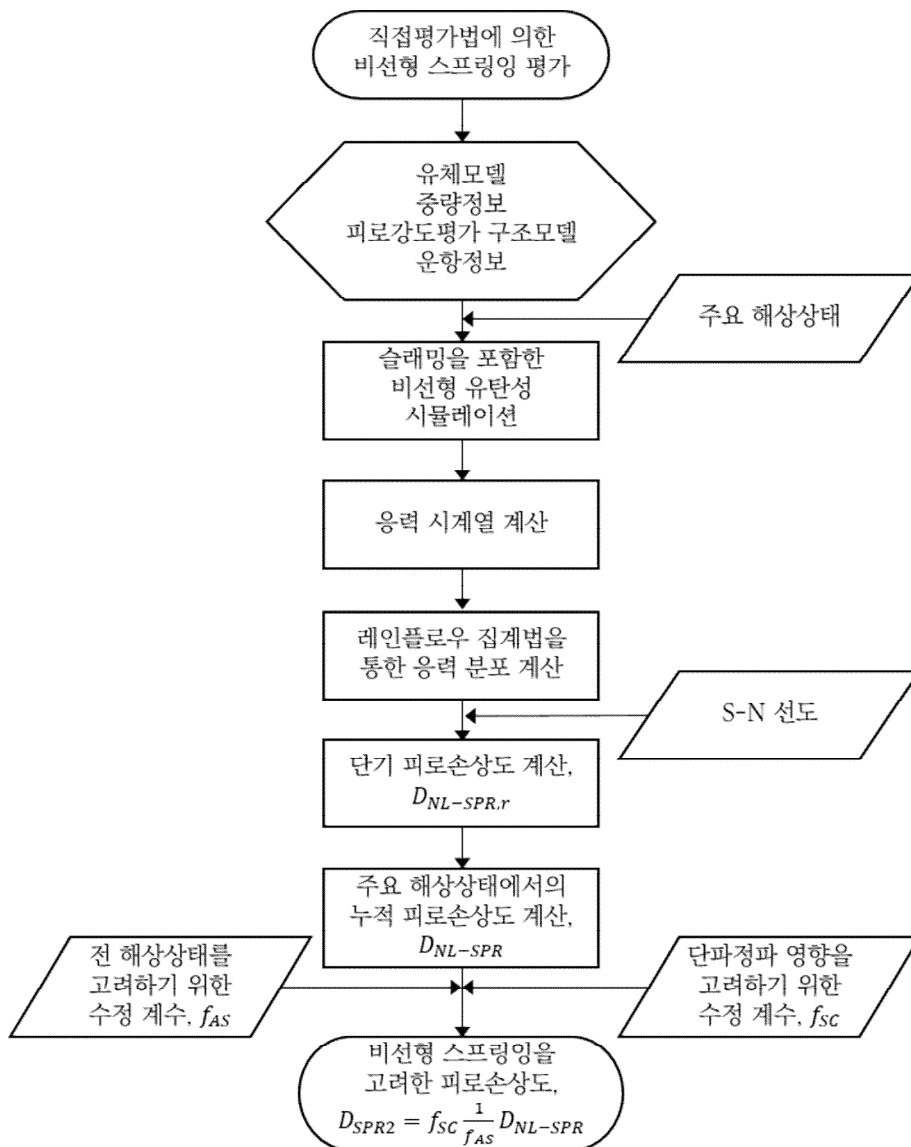 직접평가법에 의한
비선형 스프링잉 평가
유체모델
중량정보
피로강도평가 구조모델
운항정보
주요 해상상태
슬래밍을 포함한
비선형 유탄성
시뮬레이션
응력 시계열 계산
레인플로우 집계법을
통한 응력 분포 계산
S-N 선도
단기 피로손상도 계산,
D_{NL-SPR,r}
주요 해상상태에서의
누적 피로손상도 계산,
D_{NL-SPR}
전 해상상태를
고려하기 위한
수정 계수, f_{AS}
단파정파 영향을
고려하기 위한
수정 계수, f_{SC}
비선형 스프링잉을
고려한 피로손상도,
D_{SPR2} = f_{SC} \frac{1}{f_{AS}} D_{NL-SPR}